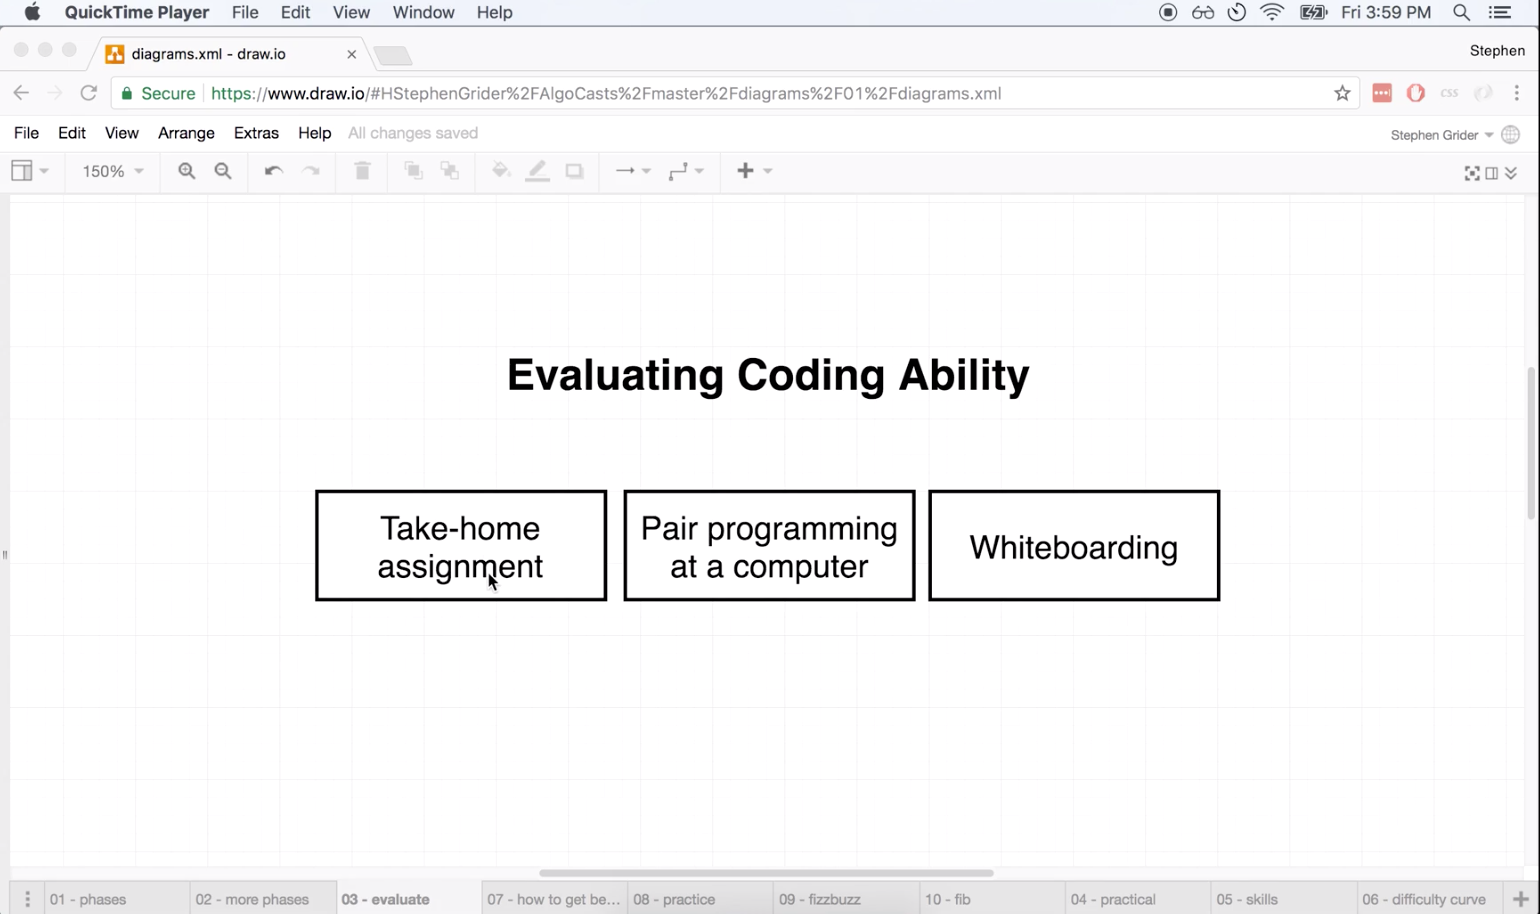 QuickTime Player File Edit View Window Help Fri 3:59 PM
diagrams.xml - draw.io Stephen
Secure https://www.draw.io/#HStephenGrider%2FAlgoCasts%2Fmaster%2Fdiagrams%2F01%2Fdiagrams.xml CSS
File Edit View Arrange Extras Help All changes saved Stephen Grider
150%
Evaluating Coding Ability
Take-home
assignment
Pair programming
at a computer
Whiteboarding
01 - phases 02 - more phases 03 - evaluate 07 - how to get be... 08 - practice 09 - fizzbuzz 10 - fib 04 - practical 05 - skills 06 - difficulty curve